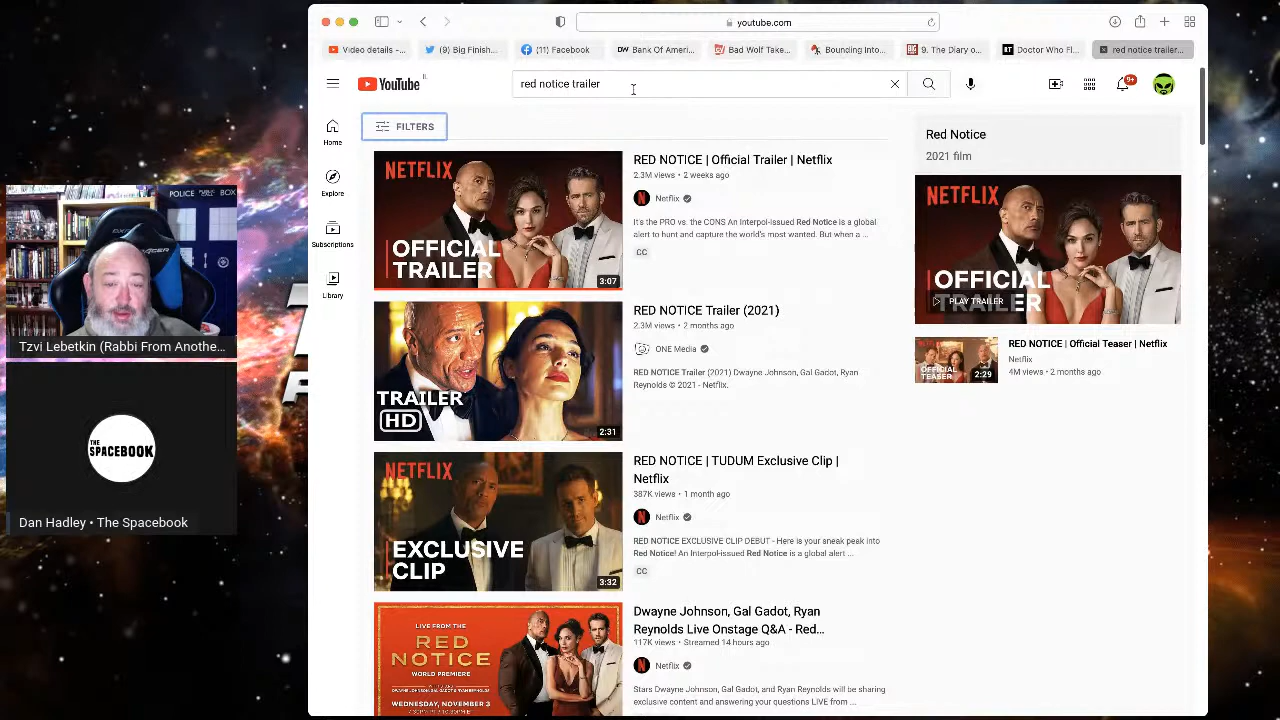 youtube.com
Video details -...
(9) Big Finish...
(11) Facebook
DW
Bank Of Ameri...
Bad Wolf Take...
Bounding Into...
9. The Diary o...
RT
Doctor Who Fl...
red notice trailer...
YouTube IL
red notice trailer
9+
Home
Explore
Subscriptions
Library
FILTERS
NETFLIX
OFFICIAL
TRAILER
3:07
RED NOTICE | Official Trailer | Netflix
2.3M views • 2 weeks ago
N Netflix
It's the PRO vs. the CONS An Interpol-issued Red Notice is a global
alert to hunt and capture the world's most wanted. But when a ...
CC
TRAILER
HD
2:31
RED NOTICE Trailer (2021)
2.3M views • 2 months ago
ONE Media
RED NOTICE Trailer (2021) Dwayne Johnson, Gal Gadot, Ryan
Reynolds © 2021 - Netflix.
NETFLIX
EXCLUSIVE
CLIP
3:32
RED NOTICE | TUDUM Exclusive Clip |
Netflix
387K views • 1 month ago
N Netflix
RED NOTICE EXCLUSIVE CLIP DEBUT - Here is your sneak peak into
Red Notice! An Interpol-issued Red Notice is a global alert ...
CC
LIVE FROM THE
RED
NOTICE
WORLD PREMIERE
DWAYNE JOHNSON, GAL GADOT & RYAN REYNOLDS
WEDNESDAY, NOVEMBER 3
Dwayne Johnson, Gal Gadot, Ryan
Reynolds Live Onstage Q&A - Red...
117K views • Streamed 14 hours ago
N Netflix
Stars Dwayne Johnson, Gal Gadot, and Ryan Reynolds will be sharing
exclusive content and answering your questions LIVE from ...
Red Notice
2021 film
NETFLIX
OFFICIAL
PLAY TRAILER
OFFICIAL
TEASER
2:29
RED NOTICE | Official Teaser | Netflix
Netflix
4M views • 2 months ago
POLICE BOX
Tzvi Lebetkin (Rabbi From Anothe...
THE
SPACEBOOK
Dan Hadley • The Spacebook